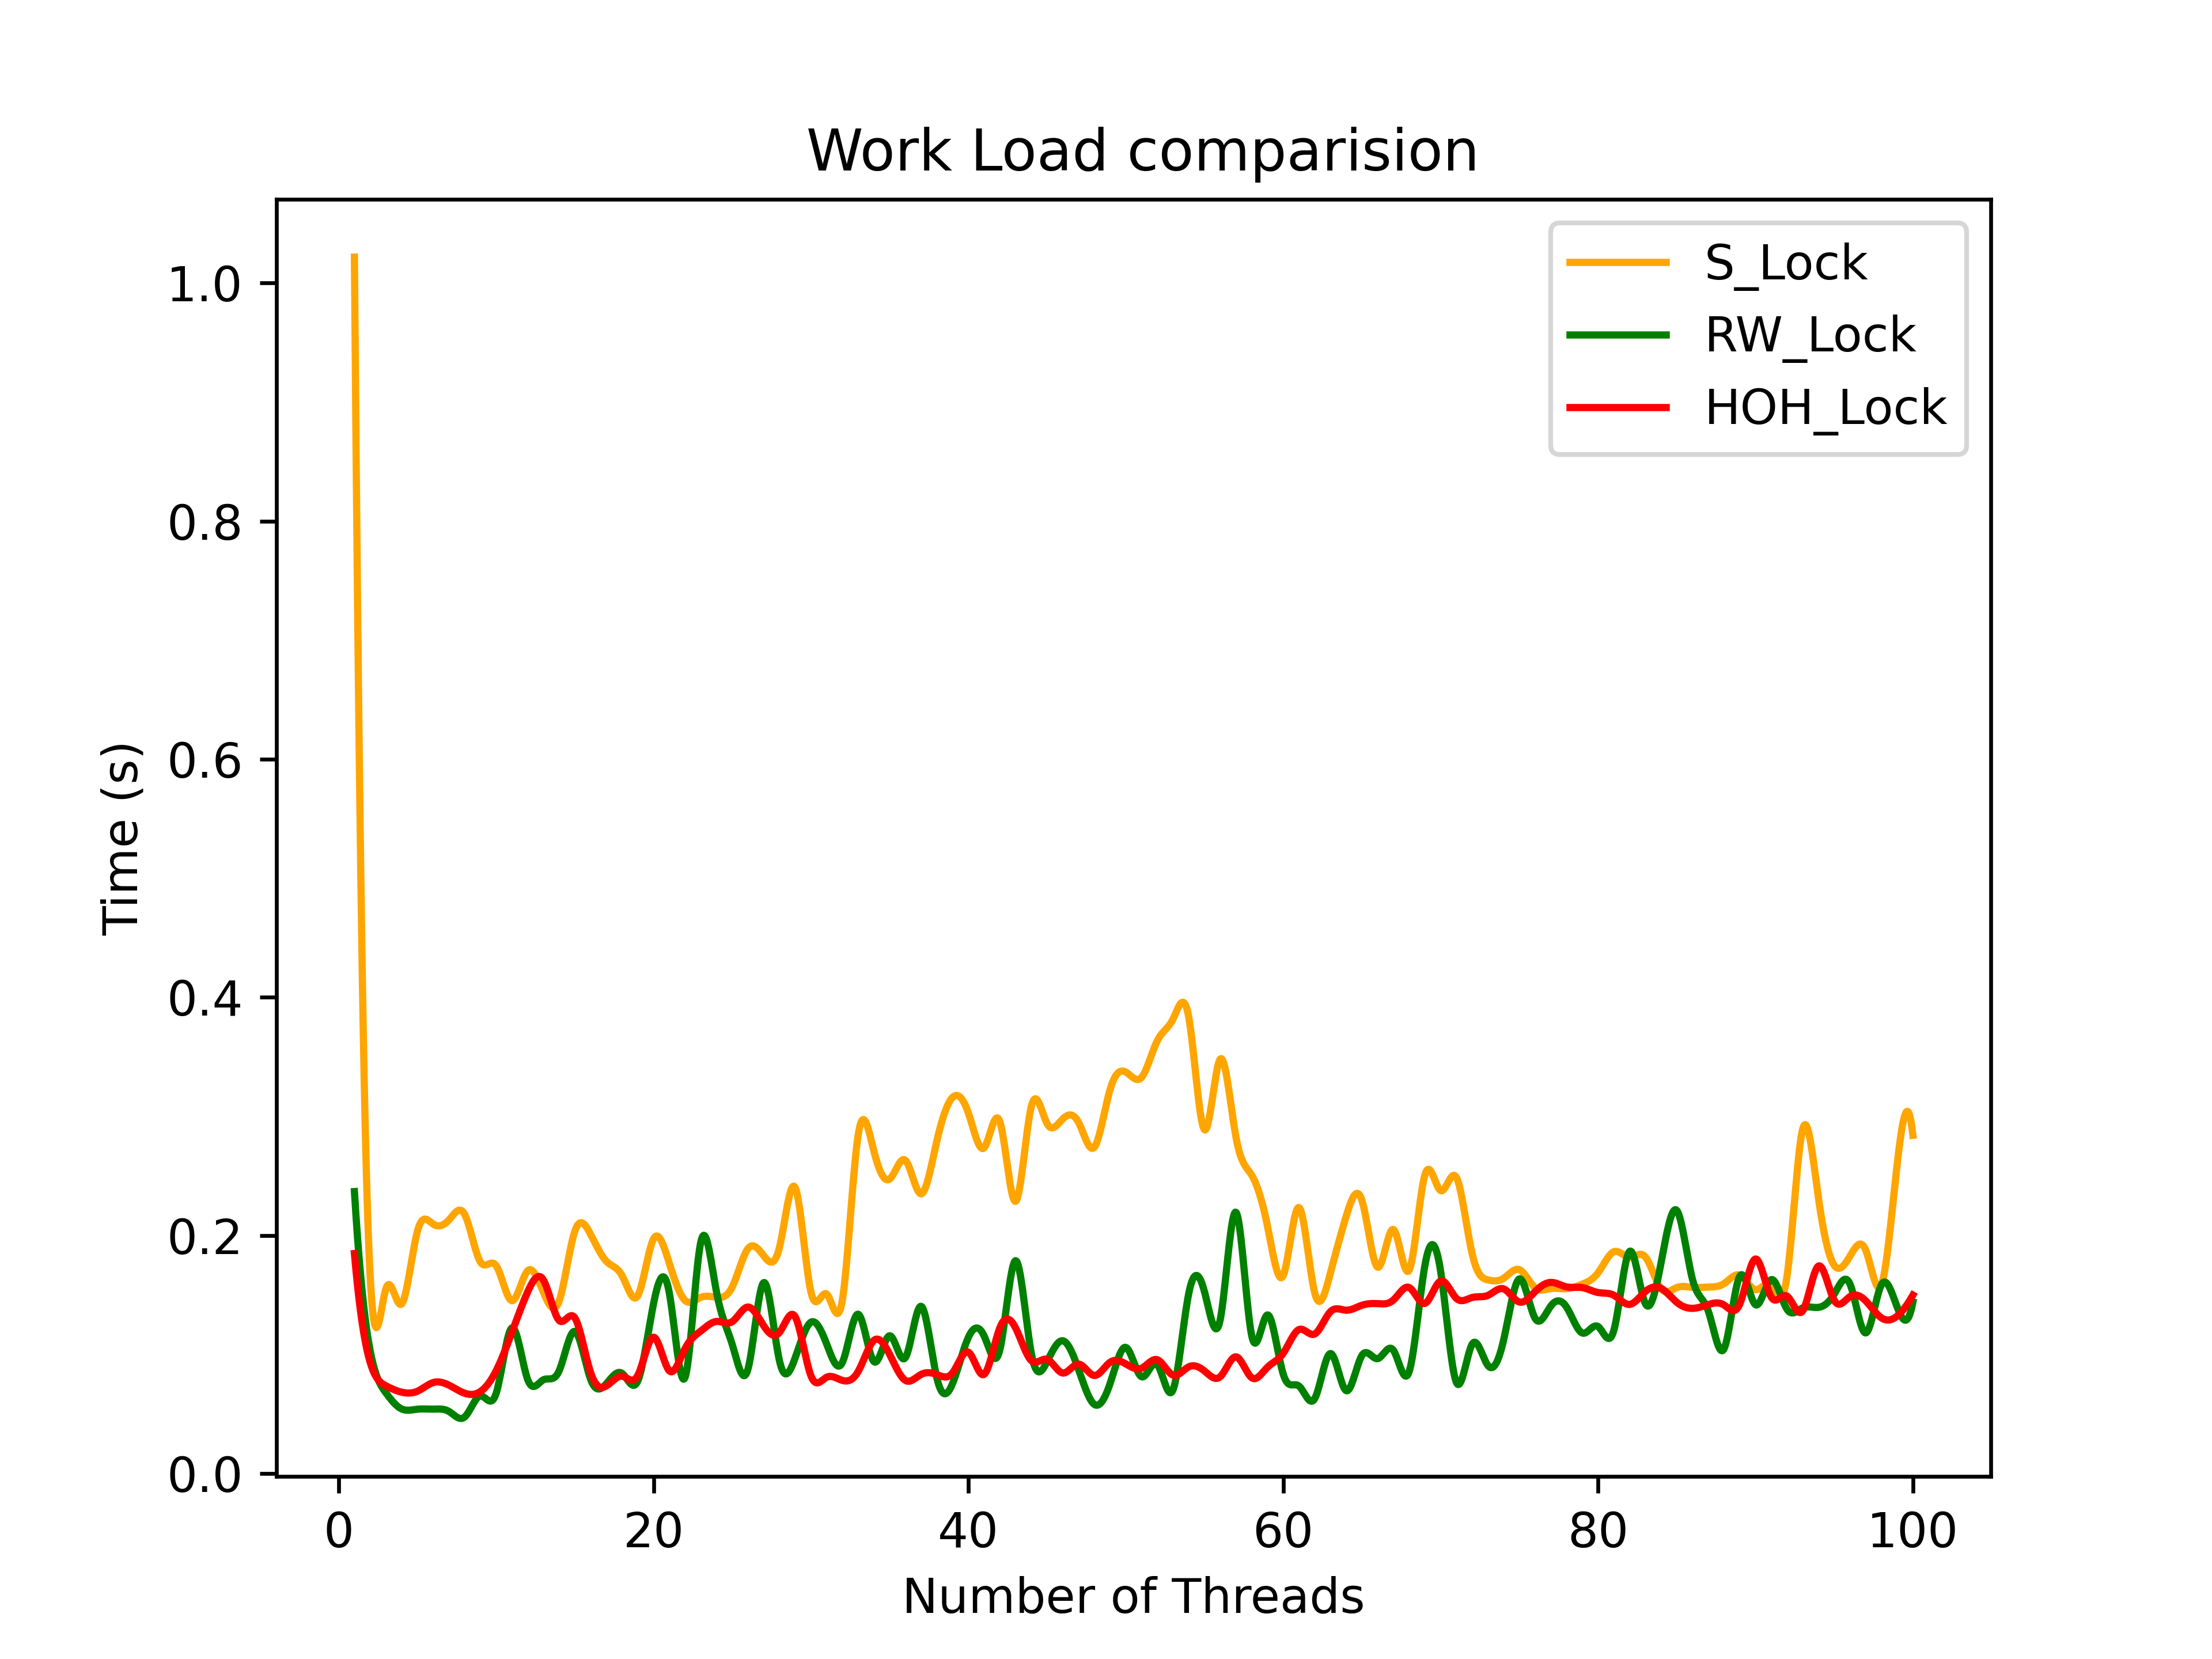 Work Load comparision
S_Lock
RW_Lock
HOH_Lock
1.0
0.8
0.6
0.4
0.2
0.0
Time (s)
0 20 40 60 80 100
Number of Threads